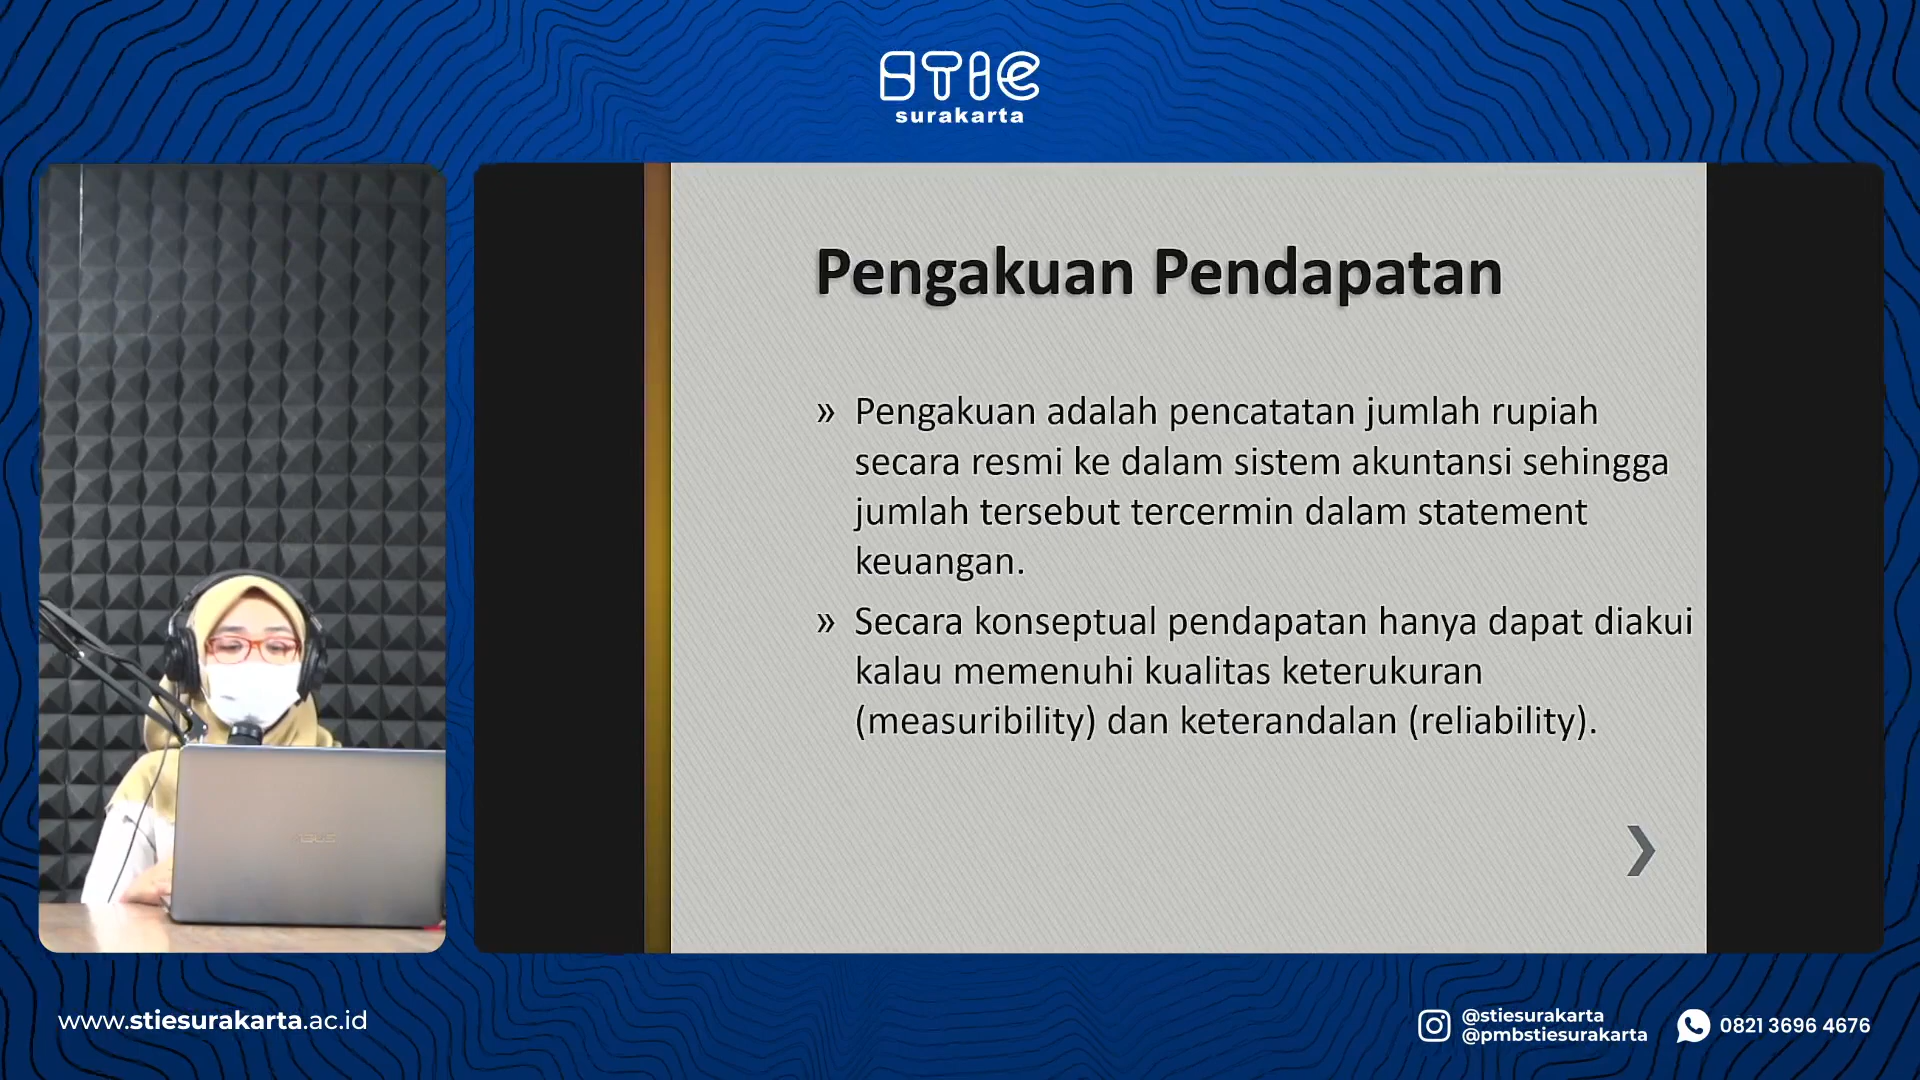 STIE
surakarta
Pengakuan Pendapatan
» Pengakuan adalah pencatatan jumlah rupiah
secara resmi ke dalam sistem akuntansi sehingga
jumlah tersebut tercermin dalam statement
keuangan.
» Secara konseptual pendapatan hanya dapat diakui
kalau memenuhi kualitas keterukuran
(measuribility) dan keterandalan (reliability).
ASUS
www.stiesurakarta.ac.id
@stiesurakarta
@pmbstiesurakarta
0821 3696 4676